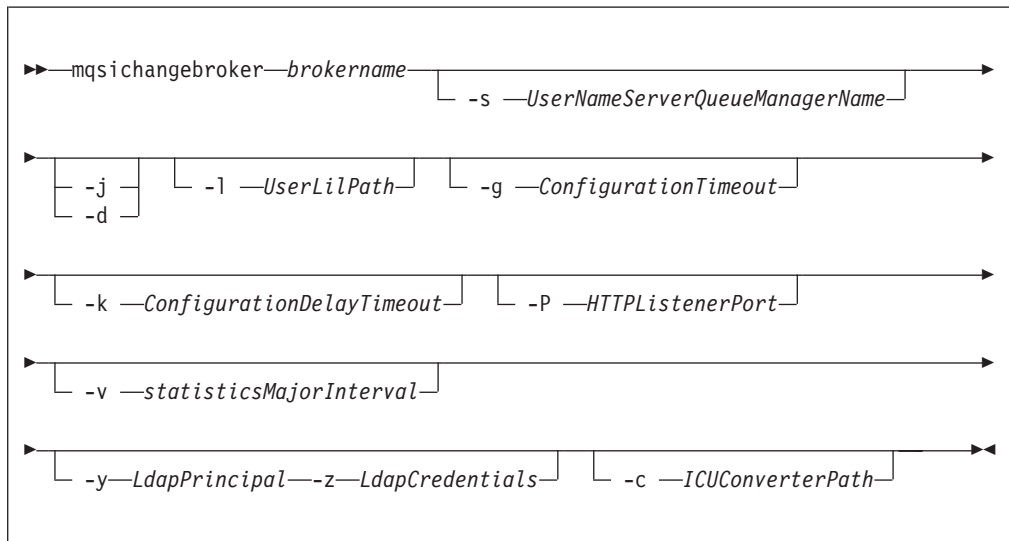 mqsichangebroker brokername
-s UserNameServerQueueManagerName
-j -l UserLilPath -g ConfigurationTimeout
-d
-k ConfigurationDelayTimeout -P HTTPListenerPort
-v statisticsMajorInterval
-y LdapPrincipal -z LdapCredentials -c ICUConverterPath